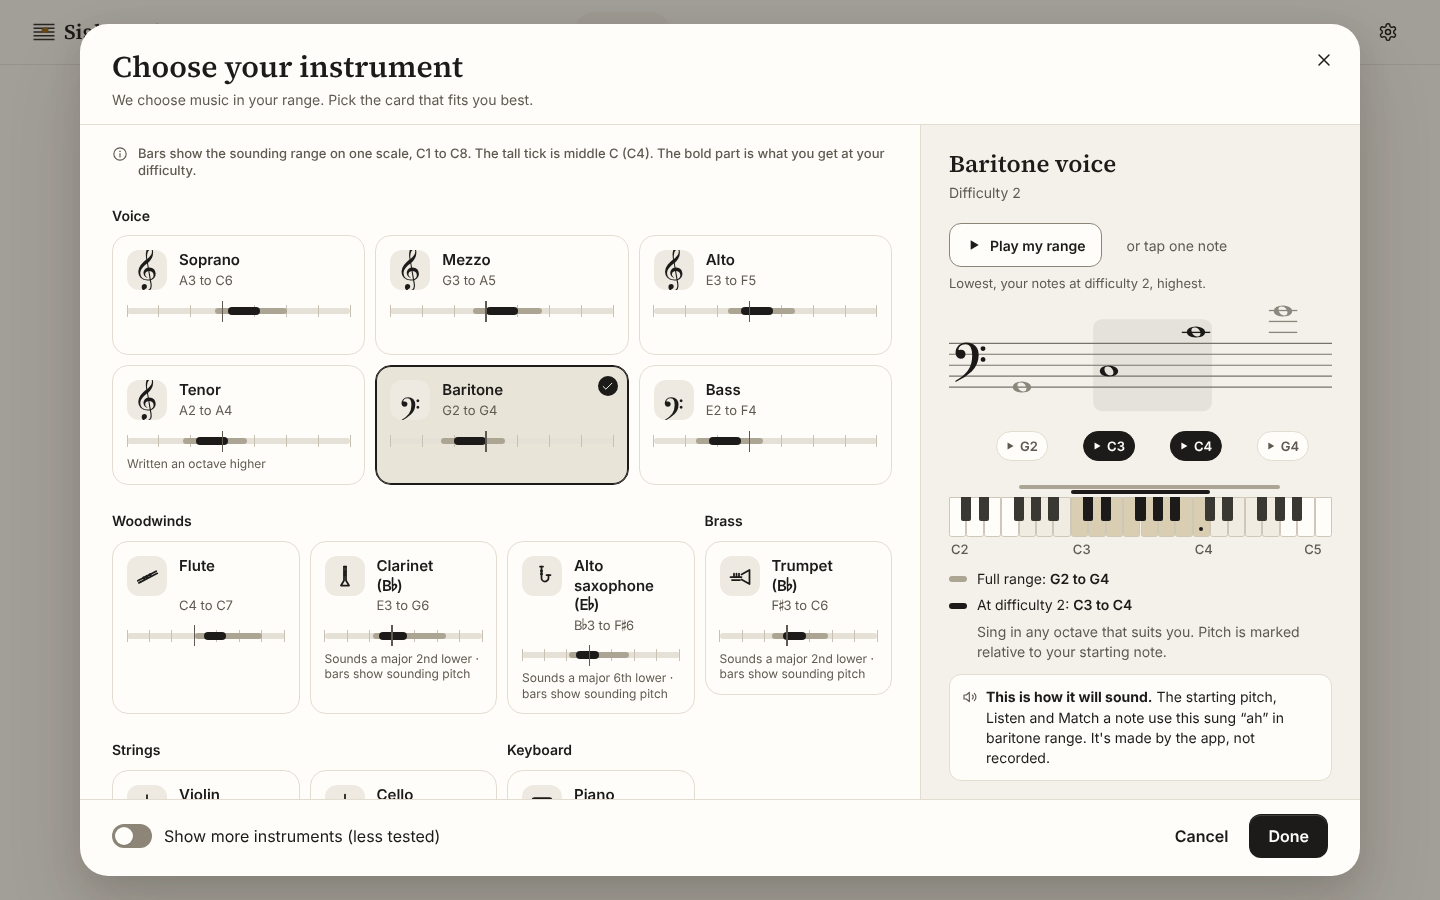 Choose your instrument
We choose music in your range. Pick the card that fits you best.
Bars show the sounding range on one scale, C1 to C8. The tall tick is middle C (C4). The bold part is what you get at your
difficulty.
Voice
Soprano
A3 to C6
Mezzo
G3 to A5
Alto
E3 to F5
Tenor
A2 to A4
Written an octave higher
Baritone
G2 to G4
Bass
E2 to F4
Woodwinds
Flute
C4 to C7
Clarinet
(B♭)
E3 to G6
Sounds a major 2nd lower ·
bars show sounding pitch
Alto
saxophone
(E♭)
B♭3 to F♯6
Sounds a major 6th lower ·
bars show sounding pitch
Brass
Trumpet
(B♭)
F♯3 to C6
Sounds a major 2nd lower ·
bars show sounding pitch
Strings
Violin
Cello
Keyboard
Piano
Baritone voice
Difficulty 2
Play my range
or tap one note
Lowest, your notes at difficulty 2, highest.
G2
C3
C4
G4
C2
C3
C4
C5
Full range: G2 to G4
At difficulty 2: C3 to C4
Sing in any octave that suits you. Pitch is marked
relative to your starting note.
This is how it will sound. The starting pitch,
Listen and Match a note use this sung “ah” in
baritone range. It's made by the app, not
recorded.
Show more instruments (less tested)
Cancel
Done